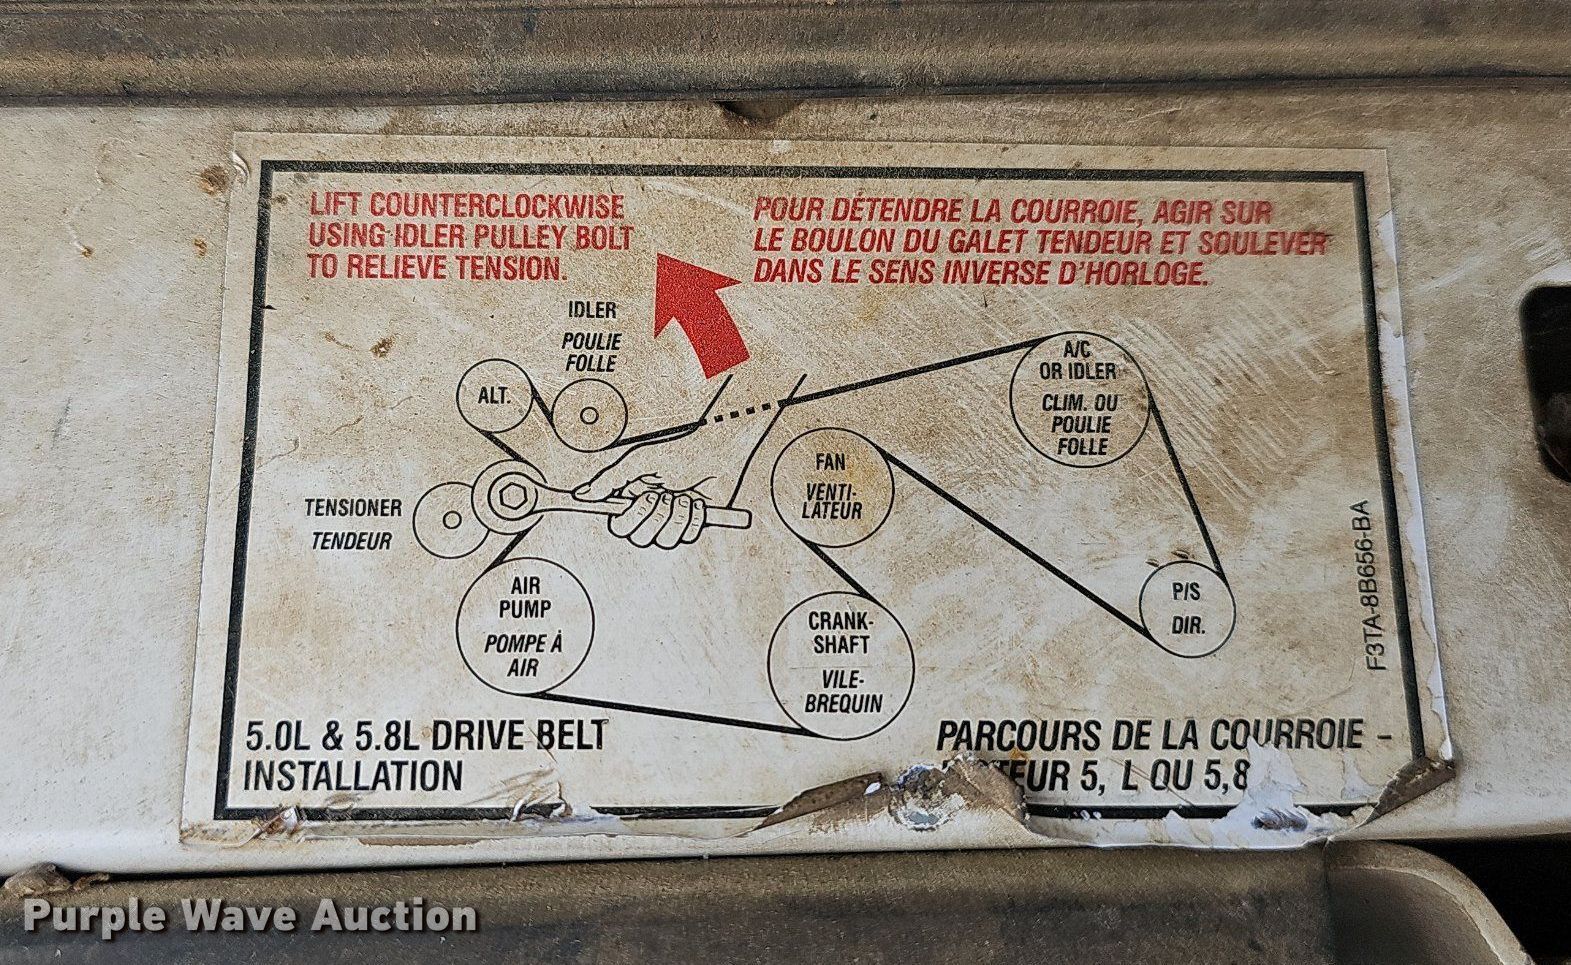 LIFT COUNTERCLOCKWISE
USING IDLER PULLEY BOLT
TO RELIEVE TENSION.
POUR DÉTENDRE LA COURROIE, AGIR SUR
LE BOULON DU GALET TENDEUR ET SOULEVER
DANS LE SENS INVERSE D'HORLOGE.
IDLER
POULIE
FOLLE
ALT.
A/C
OR IDLER
CLIM. OU
POULIE
FOLLE
FAN
VENTI-
LATEUR
TENSIONER
TENDEUR
AIR
PUMP
POMPE À
AIR
CRANK-
SHAFT
VILE-
BREQUIN
P/S
DIR.
F3TA-8B656-BA
5.0L & 5.8L DRIVE BELT
INSTALLATION
PARCOURS DE LA COURROIE -
5, L OU 5,8
Purple Wave Auction